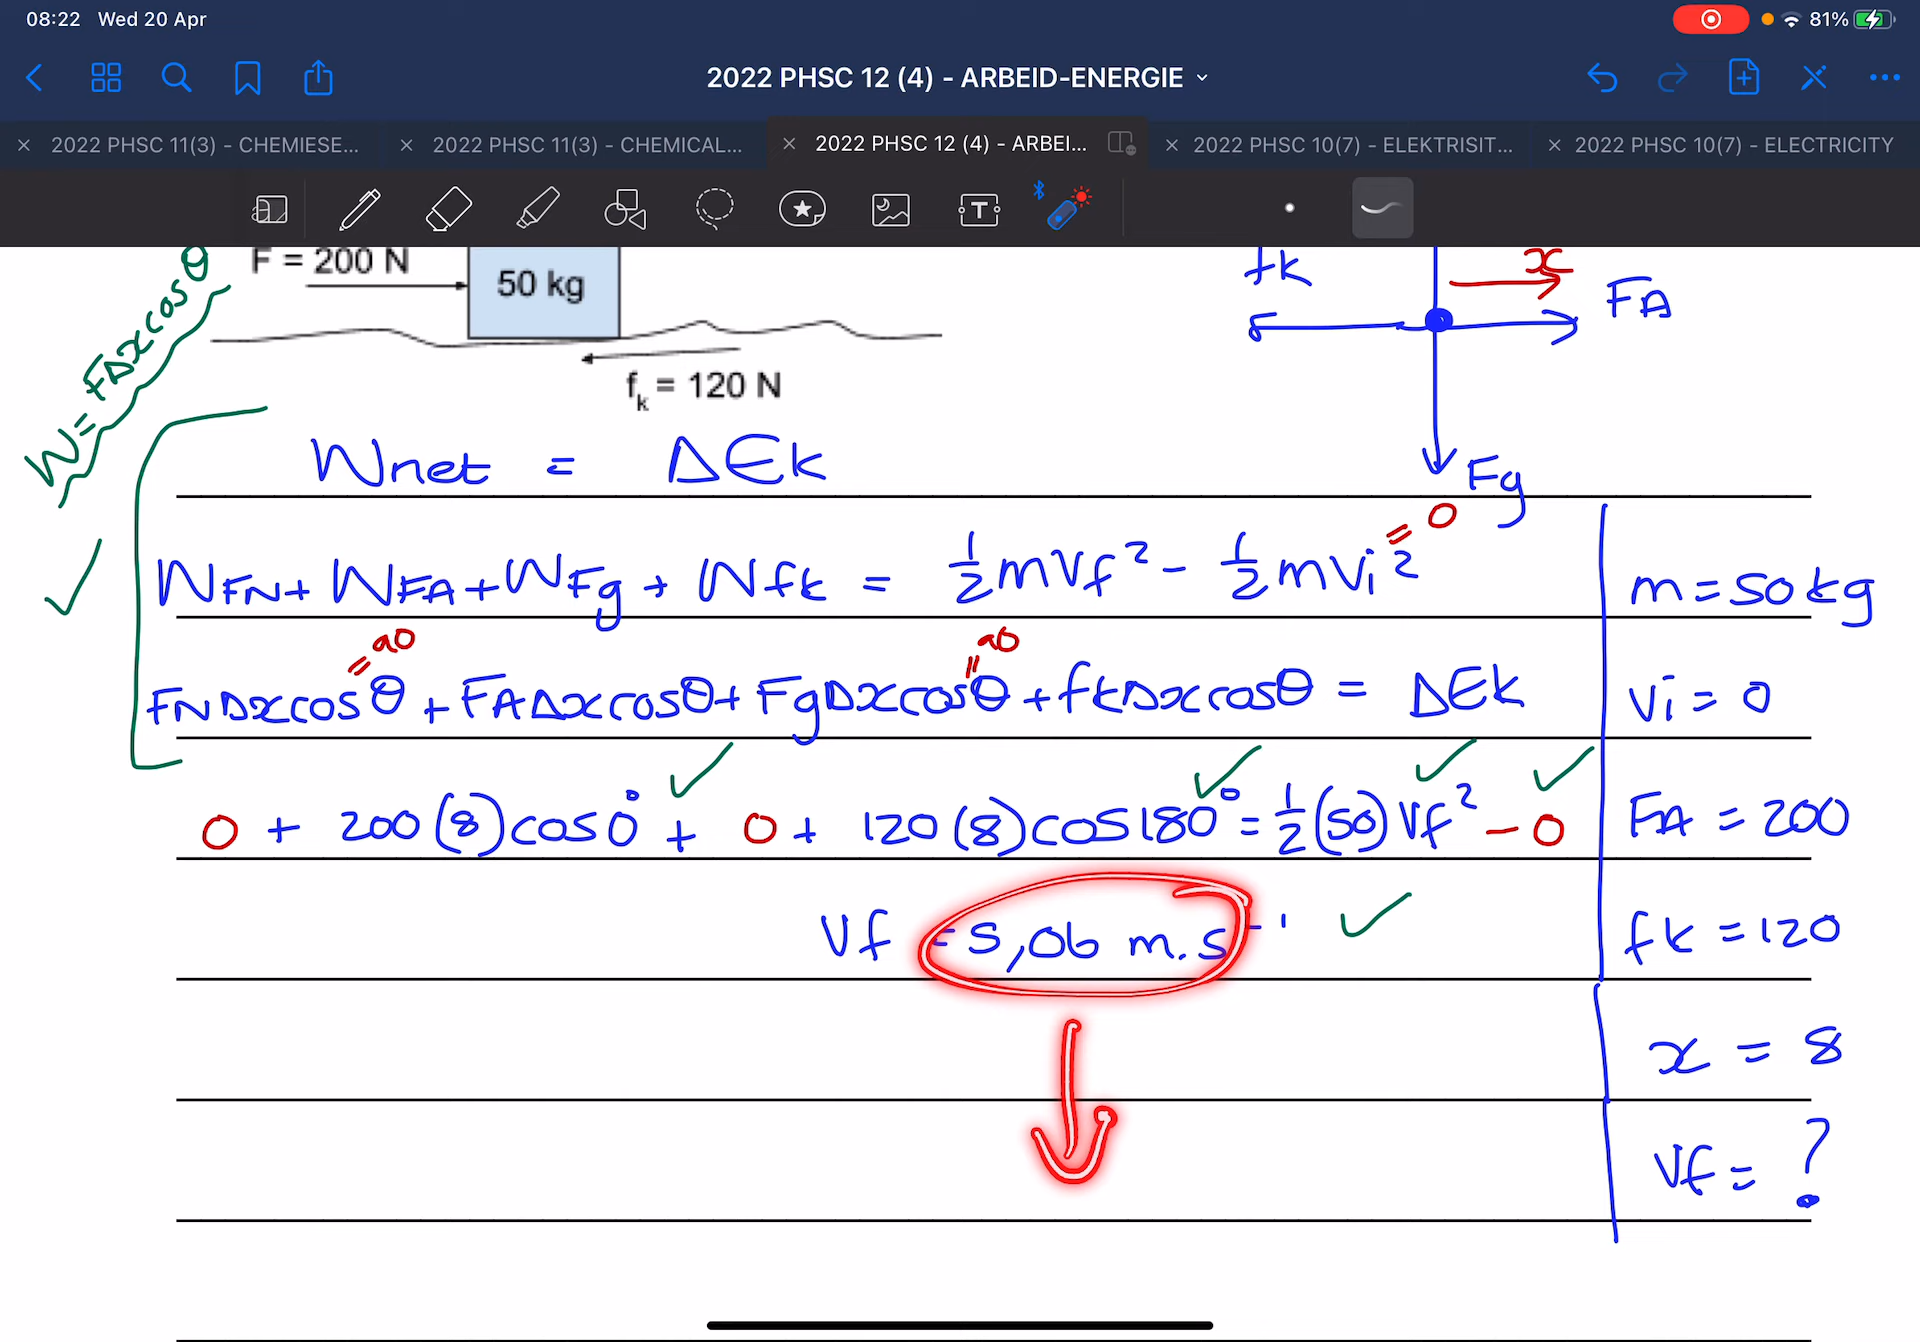 08:22 Wed 20 Apr
81%
2022 PHSC 12 (4) - ARBEID-ENERGIE
2022 PHSC 11(3) - CHEMIESE...
2022 PHSC 11(3) - CHEMICAL...
2022 PHSC 12 (4) - ARBEI...
2022 PHSC 10(7) - ELEKTRISIT...
2022 PHSC 10(7) - ELECTRICITY
T
W = FΔxcosθ
F = 200 N
50 kg
fk = 120 N
fk
x
FA
Fg
Wnet = ΔEk
WFN + WFA + WFg + Wfk = ½mvf² - ½mvi² = 0
m = 50 kg
= 90
= 90
FNΔxcosθ + FAΔxcosθ + FgΔxcosθ + fkΔxcosθ = ΔEk
vi = 0
0 + 200(8)cos0° + 0 + 120(8)cos180° = ½(50)vf² - 0
FA = 200
vf = 5,06 m.s-1
fk = 120
x = 8
vf = ?